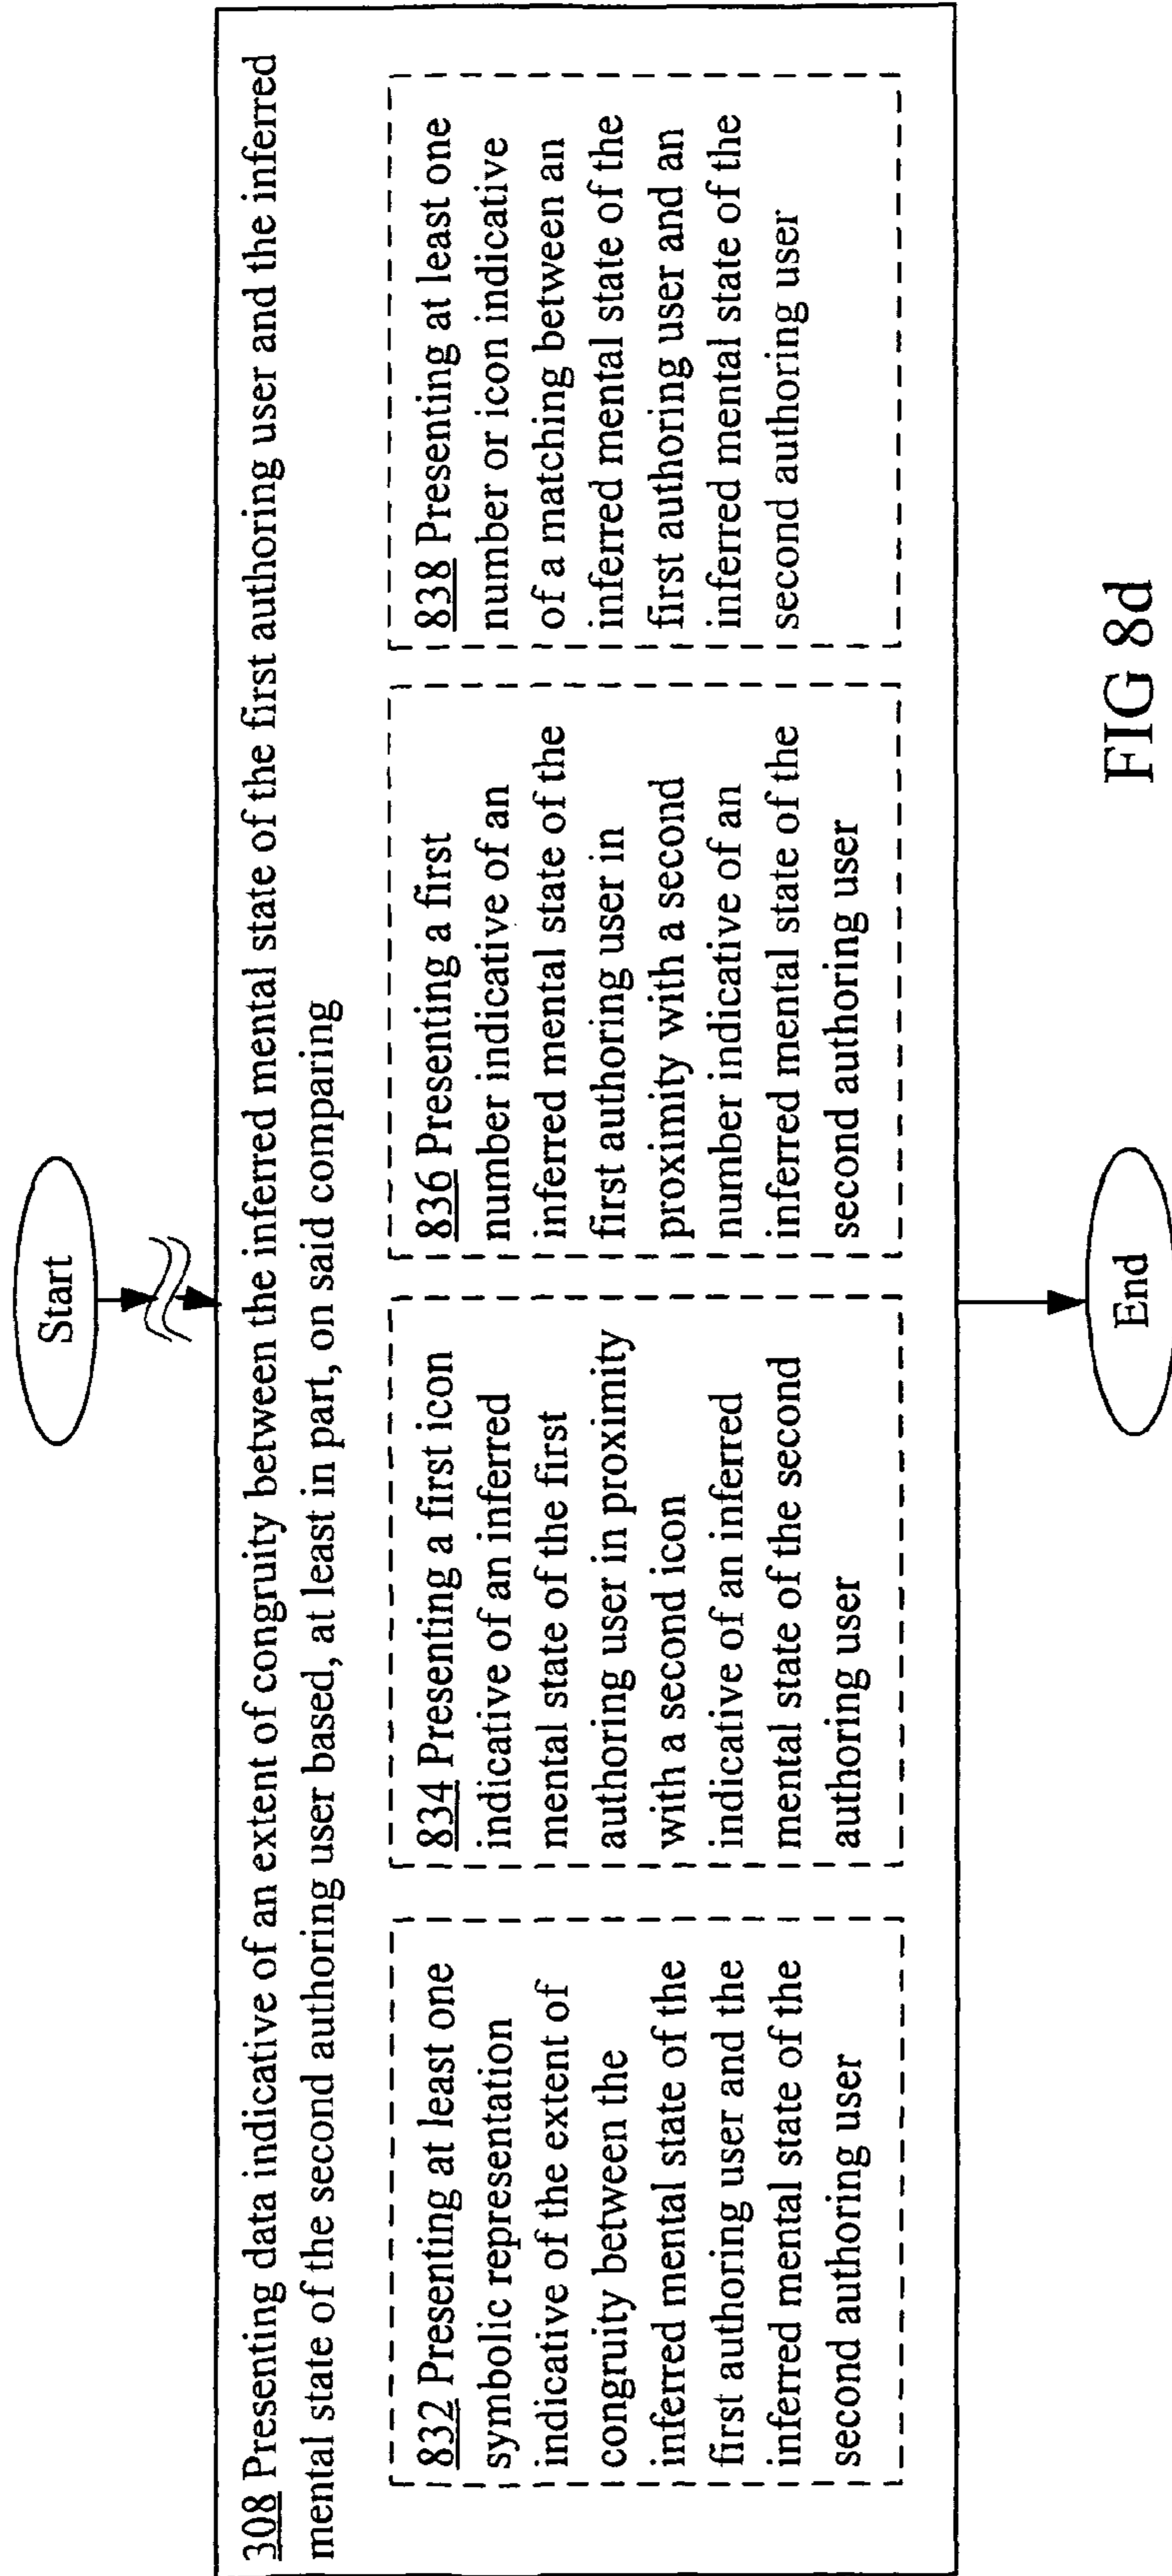 Start
308 Presenting data indicative of an extent of congruity between the inferred mental state of the first authoring user and the inferred
mental state of the second authoring user based, at least in part, on said comparing
832 Presenting at least one
symbolic representation
indicative of the extent of
congruity between the
inferred mental state of the
first authoring user and the
inferred mental state of the
second authoring user
834 Presenting a first icon
indicative of an inferred
mental state of the first
authoring user in proximity
with a second icon
indicative of an inferred
mental state of the second
authoring user
836 Presenting a first
number indicative of an
inferred mental state of the
first authoring user in
proximity with a second
number indicative of an
inferred mental state of the
second authoring user
838 Presenting at least one
number or icon indicative
of a matching between an
inferred mental state of the
first authoring user and an
inferred mental state of the
second authoring user
End
FIG 8d